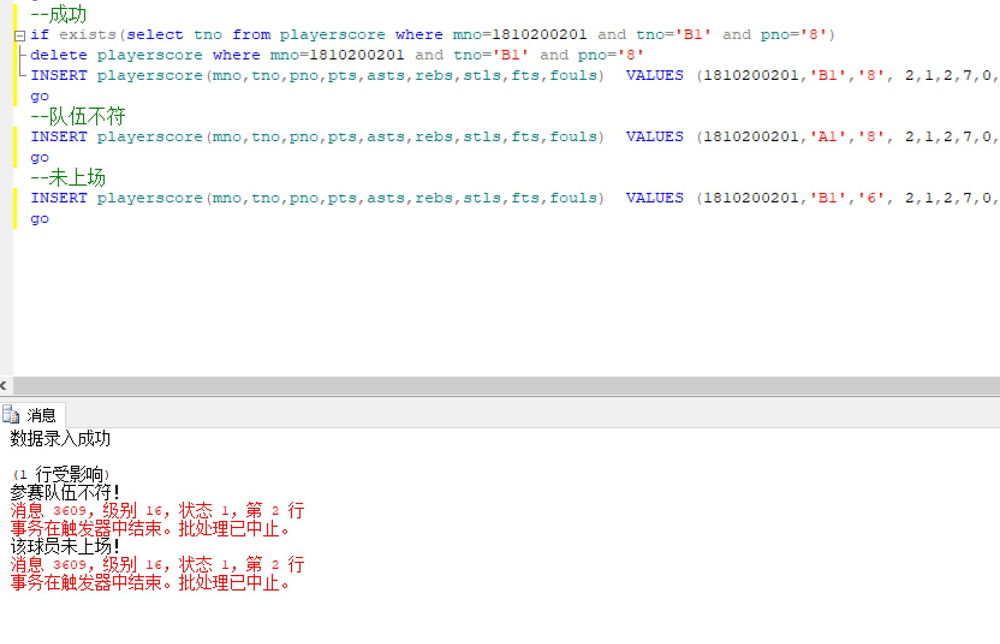 --成功
if exists(select tno from playerscore where mno=1810200201 and tno='B1' and pno='8')
delete playerscore where mno=1810200201 and tno='B1' and pno='8'
INSERT playerscore(mno,tno,pno,pts,asts,rebs,stls,fts,fouls)  VALUES (1810200201,'B1','8', 2,1,2,7,0,
go
--队伍不符
INSERT playerscore(mno,tno,pno,pts,asts,rebs,stls,fts,fouls)  VALUES (1810200201,'A1','8', 2,1,2,7,0,
go
--未上场
INSERT playerscore(mno,tno,pno,pts,asts,rebs,stls,fts,fouls)  VALUES (1810200201,'B1','6', 2,1,2,7,0,
go
消息
数据录入成功
(1 行受影响)
参赛队伍不符!
消息 3609，级别 16，状态 1，第 2 行
事务在触发器中结束。批处理已中止。
该球员未上场!
消息 3609，级别 16，状态 1，第 2 行
事务在触发器中结束。批处理已中止。